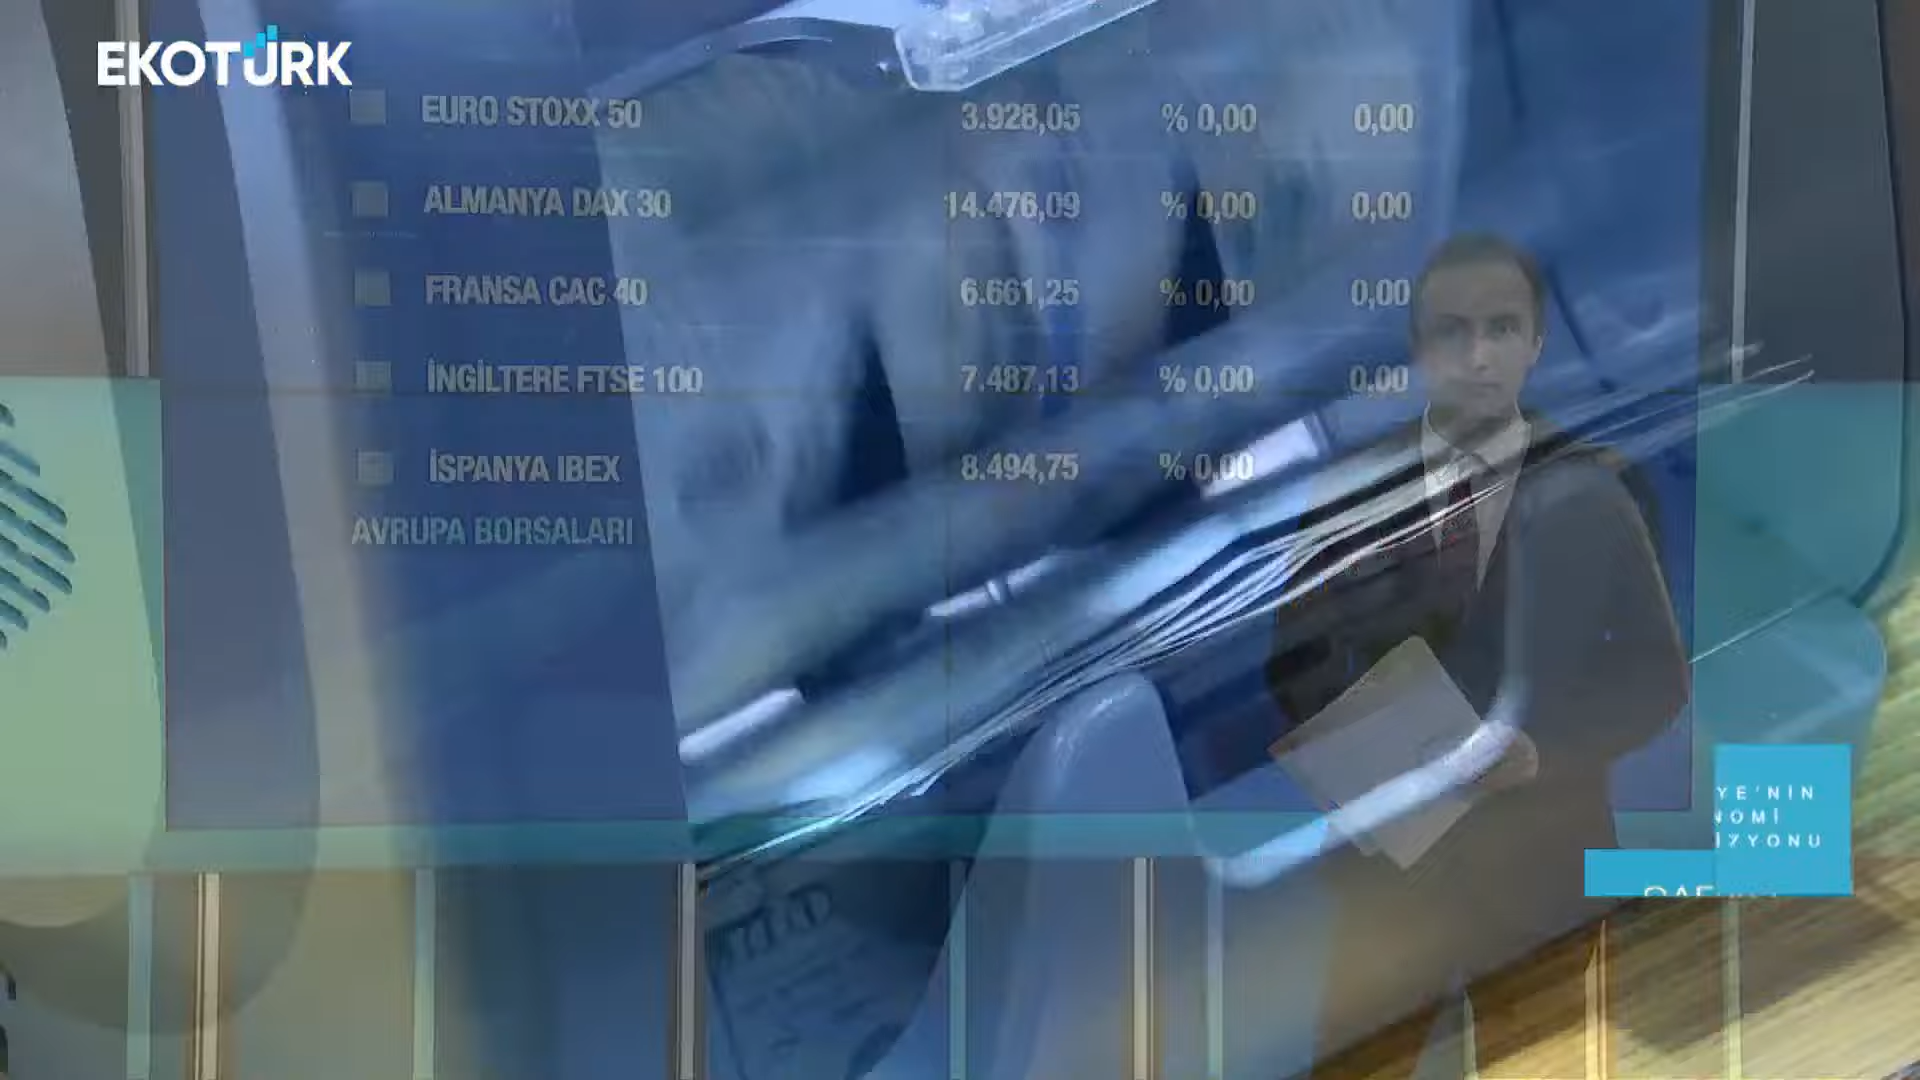 EKOTÜRK
EURO STOXX 50 3.928,05 % 0,00 0,00
ALMANYA DAX 30 14.476,09 % 0,00 0,00
FRANSA CAC 40 6.661,25 % 0,00 0,00
İNGİLTERE FTSE 100 7.487,13 % 0,00 0,00
İSPANYA IBEX 8.494,75 % 0,00
AVRUPA BORSALARI
YE'NİN
NOMİ
İZYONU